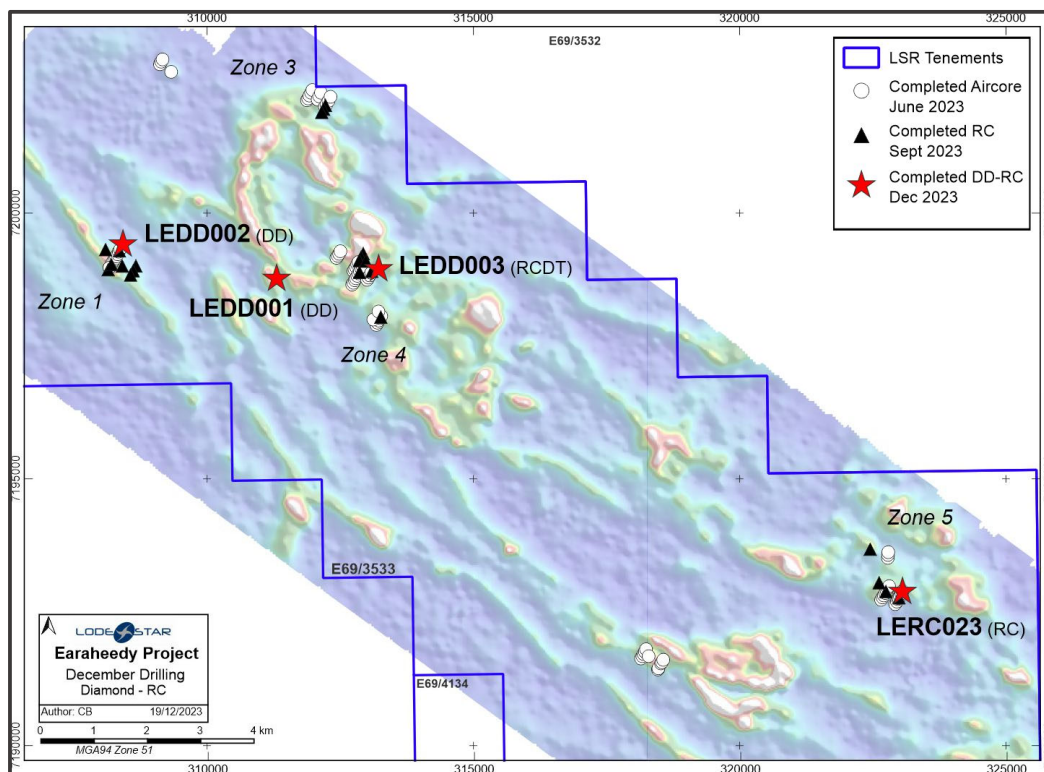 310000
315000
320000
325000
E69/3532
Zone 3
LSR Tenements
Completed Aircore
June 2023
Completed RC
Sept 2023
Completed DD-RC
Dec 2023
7200000
LEDD002 (DD)
LEDD003 (RCDT)
LEDD001 (DD)
Zone 1
Zone 4
7195000
Zone 5
E69/3533
LERC023 (RC)
E69/4134
LODESTAR
Earaheedy Project
December Drilling
Diamond - RC
Author: CB 19/12/2023
0 1 2 3 4 km
MGA94 Zone 51
7190000
310000
315000
320000
325000